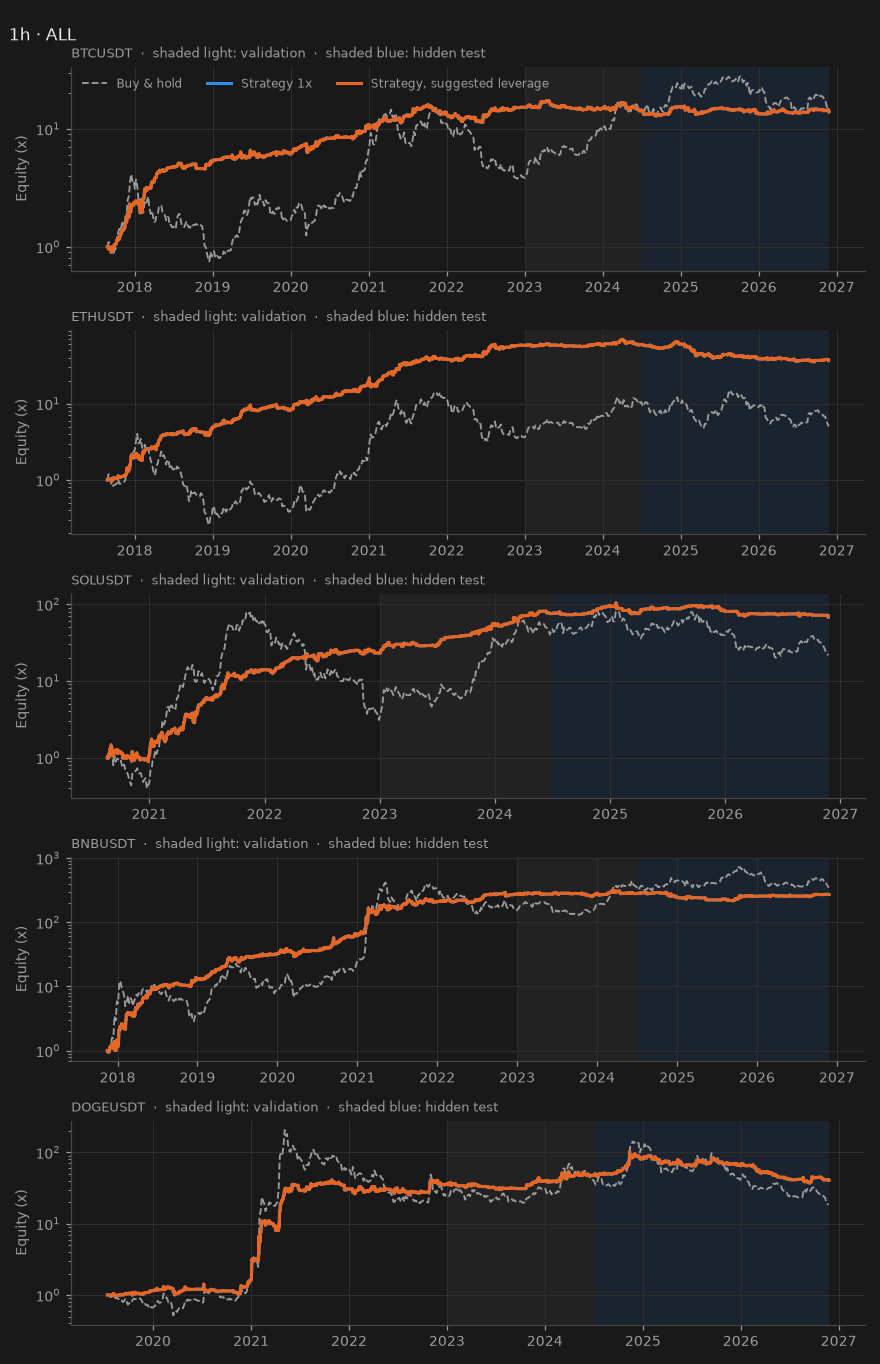 1h · ALL
BTCUSDT · shaded light: validation · shaded blue: hidden test
Buy & hold Strategy 1x Strategy, suggested leverage
Equity (x)
10¹
10⁰
2018 2019 2020 2021 2022 2023 2024 2025 2026 2027
ETHUSDT · shaded light: validation · shaded blue: hidden test
Equity (x)
10¹
10⁰
2018 2019 2020 2021 2022 2023 2024 2025 2026 2027
SOLUSDT · shaded light: validation · shaded blue: hidden test
Equity (x)
10²
10¹
10⁰
2021 2022 2023 2024 2025 2026 2027
BNBUSDT · shaded light: validation · shaded blue: hidden test
Equity (x)
10³
10²
10¹
10⁰
2018 2019 2020 2021 2022 2023 2024 2025 2026 2027
DOGEUSDT · shaded light: validation · shaded blue: hidden test
Equity (x)
10²
10¹
10⁰
2020 2021 2022 2023 2024 2025 2026 2027